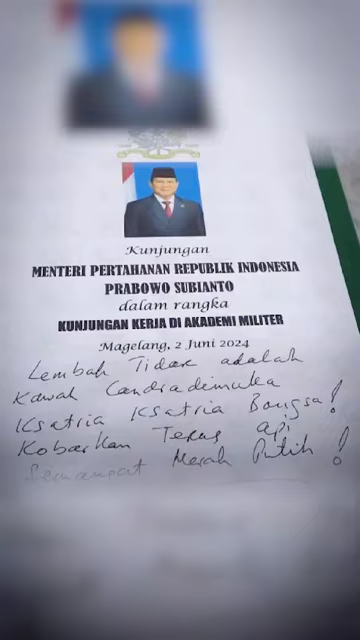 Kunjungan
MENTERI PERTAHANAN REPUBLIK INDONESIA
PRABOWO SUBIANTO
dalam rangka
KUNJUNGAN KERJA DI AKADEMI MILITER
Magelang, 2 Juni 2024
Lembah Tidar adalah
Kawah Candradimuka
Ksatria Ksatria Bangsa!
Kobarkan Terus api
Semangat Merah Putih!